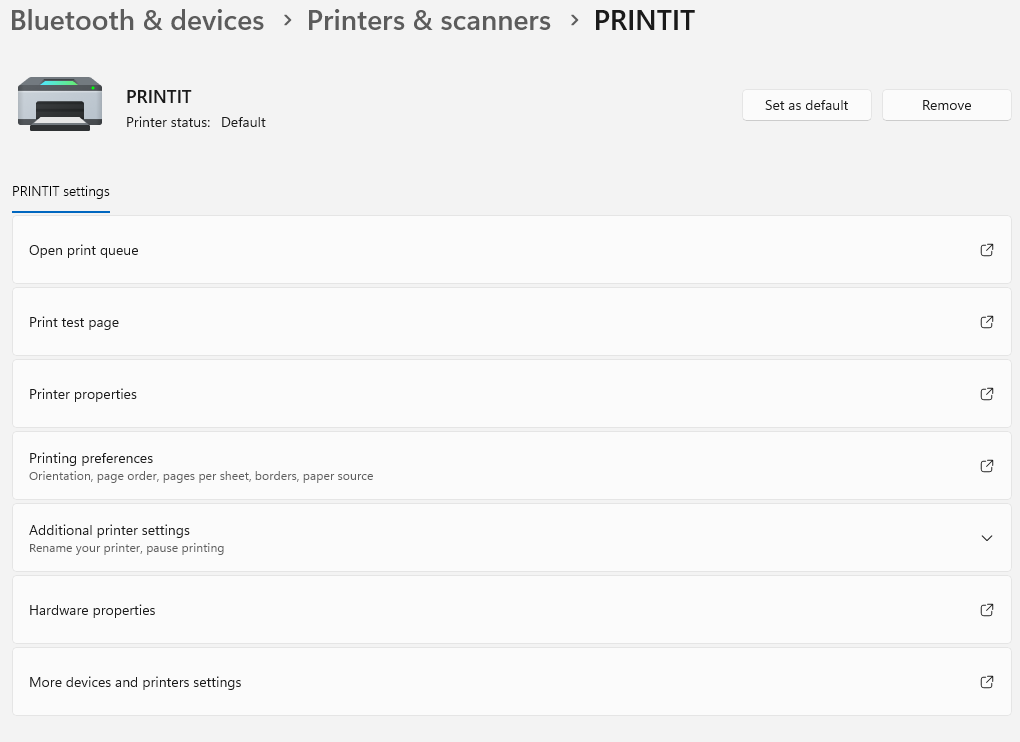 Bluetooth & devices > Printers & scanners > PRINTIT
PRINTIT
Printer status: Default
Set as default
Remove
PRINTIT settings
Open print queue
Print test page
Printer properties
Printing preferences
Orientation, page order, pages per sheet, borders, paper source
Additional printer settings
Rename your printer, pause printing
Hardware properties
More devices and printers settings